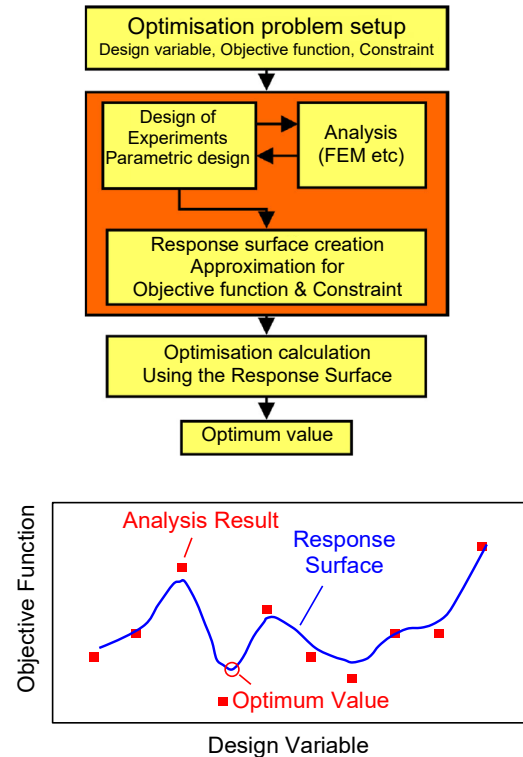 Optimisation problem setup
Design variable, Objective function, Constraint
Design of
Experiments
Parametric design
Analysis
(FEM etc)
Response surface creation
Approximation for
Objective function & Constraint
Optimisation calculation
Using the Response Surface
Optimum value
Analysis Result
Response
Surface
Optimum Value
Objective Function
Design Variable